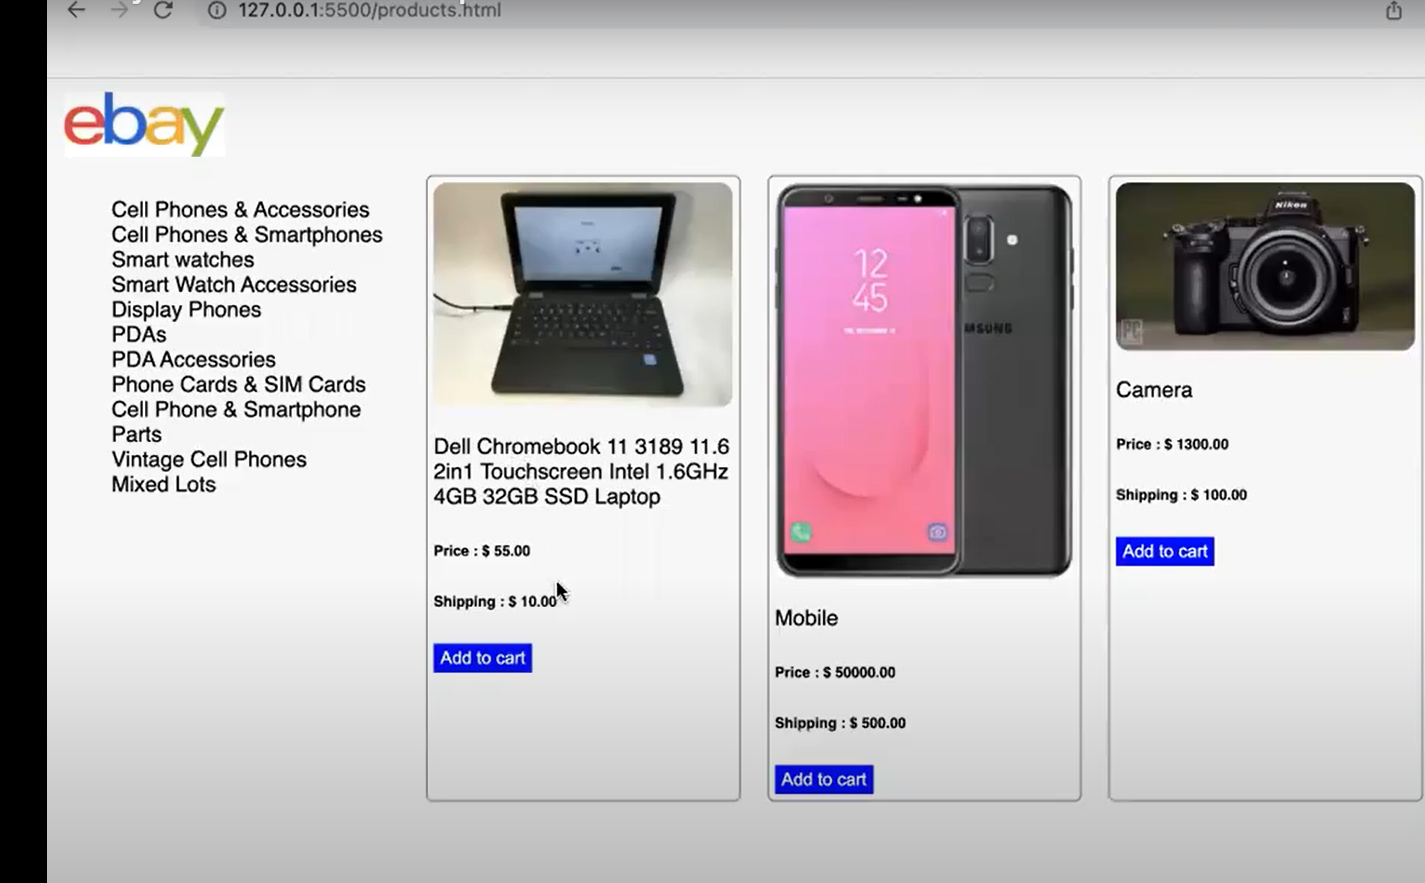 127.0.0.1:5500/products.html
ebay
Cell Phones & Accessories
Cell Phones & Smartphones
Smart watches
Smart Watch Accessories
Display Phones
PDAs
PDA Accessories
Phone Cards & SIM Cards
Cell Phone & Smartphone
Parts
Vintage Cell Phones
Mixed Lots
Dell Chromebook 11 3189 11.6
2in1 Touchscreen Intel 1.6GHz
4GB 32GB SSD Laptop
Price : $ 55.00
Shipping : $ 10.00
Add to cart
12
45
MSUNG
Mobile
Price : $ 50000.00
Shipping : $ 500.00
Add to cart
Nikon
PC
Camera
Price : $ 1300.00
Shipping : $ 100.00
Add to cart